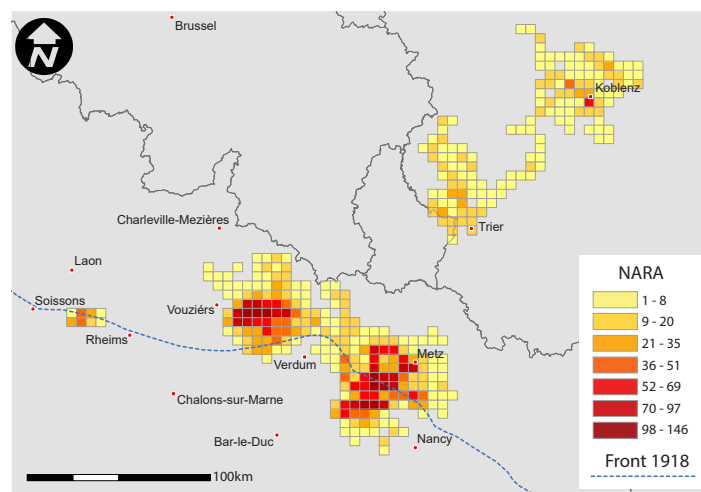 N
Brussel
Koblenz
Charleville-Mezières
Trier
Laon
Soissons
Vouziérs
Rheims
Verdum
Metz
Chalons-sur-Marne
Bar-le-Duc
Nancy
100km
NARA
1 - 8
9 - 20
21 - 35
36 - 51
52 - 69
70 - 97
98 - 146
Front 1918